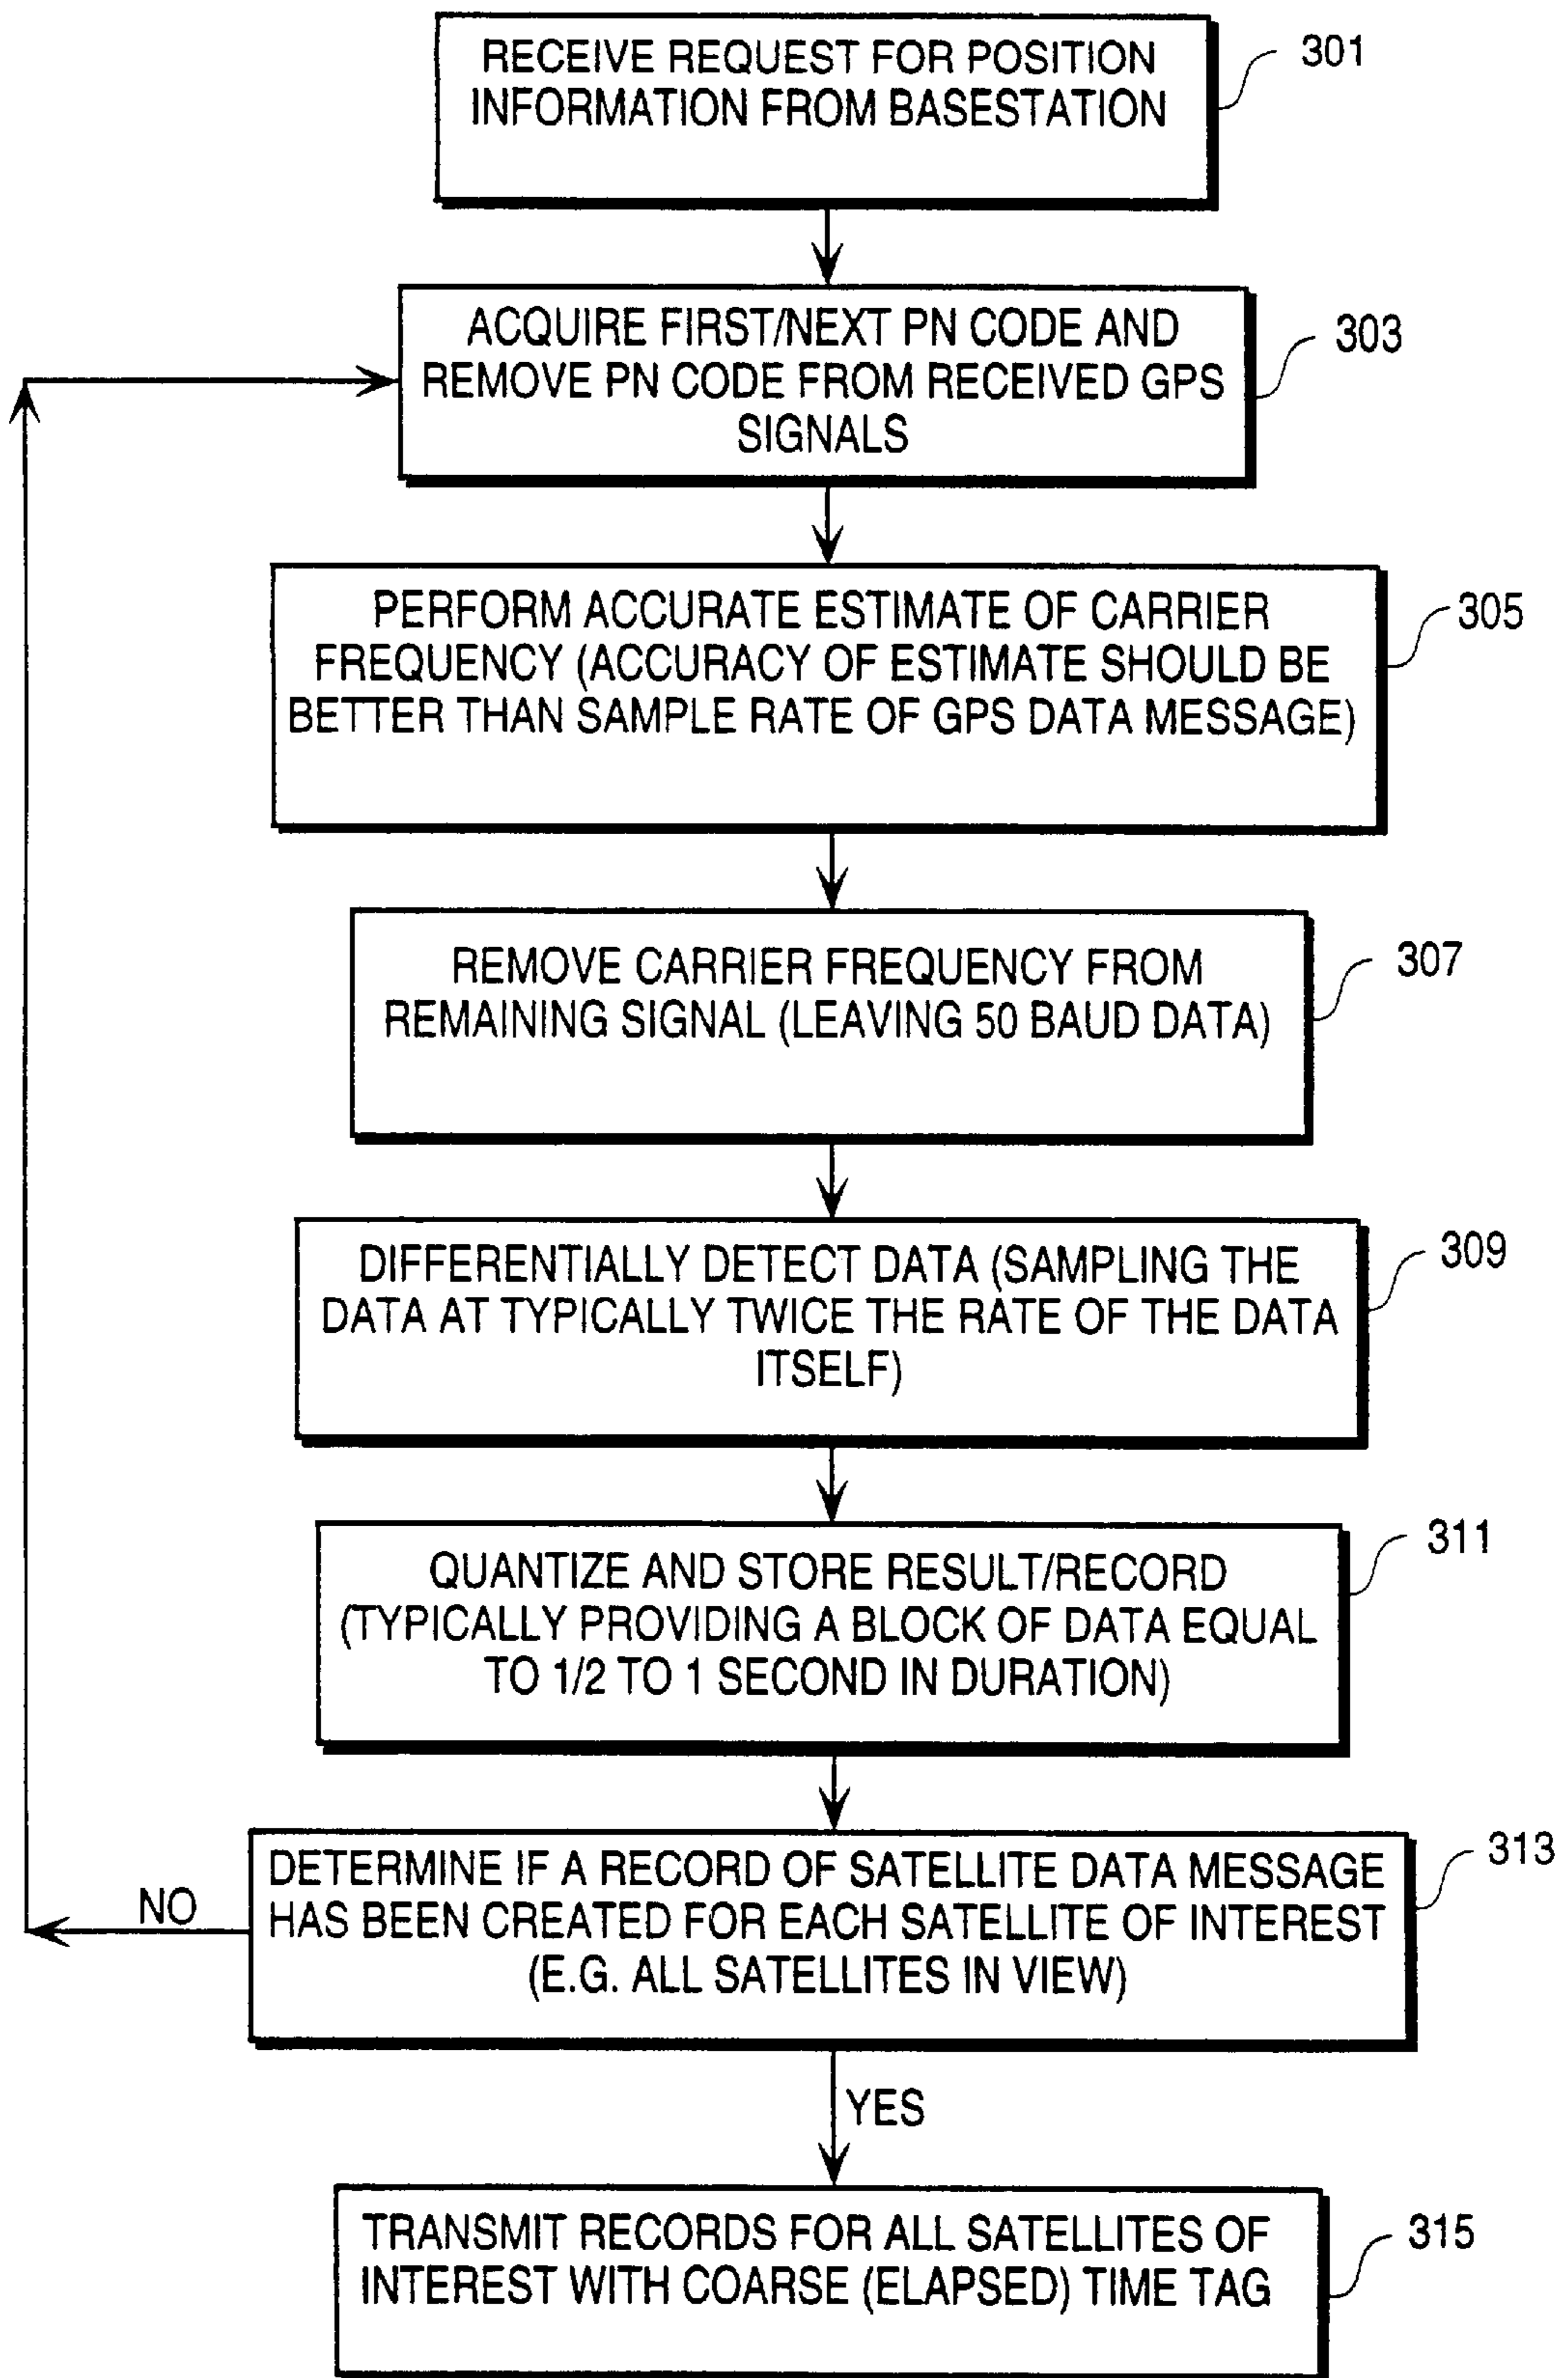 RECEIVE REQUEST FOR POSITION
INFORMATION FROM BASESTATION
301
ACQUIRE FIRST/NEXT PN CODE AND
REMOVE PN CODE FROM RECEIVED GPS
SIGNALS
303
PERFORM ACCURATE ESTIMATE OF CARRIER
FREQUENCY (ACCURACY OF ESTIMATE SHOULD BE
BETTER THAN SAMPLE RATE OF GPS DATA MESSAGE)
305
REMOVE CARRIER FREQUENCY FROM
REMAINING SIGNAL (LEAVING 50 BAUD DATA)
307
DIFFERENTIALLY DETECT DATA (SAMPLING THE
DATA AT TYPICALLY TWICE THE RATE OF THE DATA
ITSELF)
309
QUANTIZE AND STORE RESULT/RECORD
(TYPICALLY PROVIDING A BLOCK OF DATA EQUAL
TO 1/2 TO 1 SECOND IN DURATION)
311
DETERMINE IF A RECORD OF SATELLITE DATA MESSAGE
HAS BEEN CREATED FOR EACH SATELLITE OF INTEREST
(E.G. ALL SATELLITES IN VIEW)
313
NO
YES
TRANSMIT RECORDS FOR ALL SATELLITES OF
INTEREST WITH COARSE (ELAPSED) TIME TAG
315